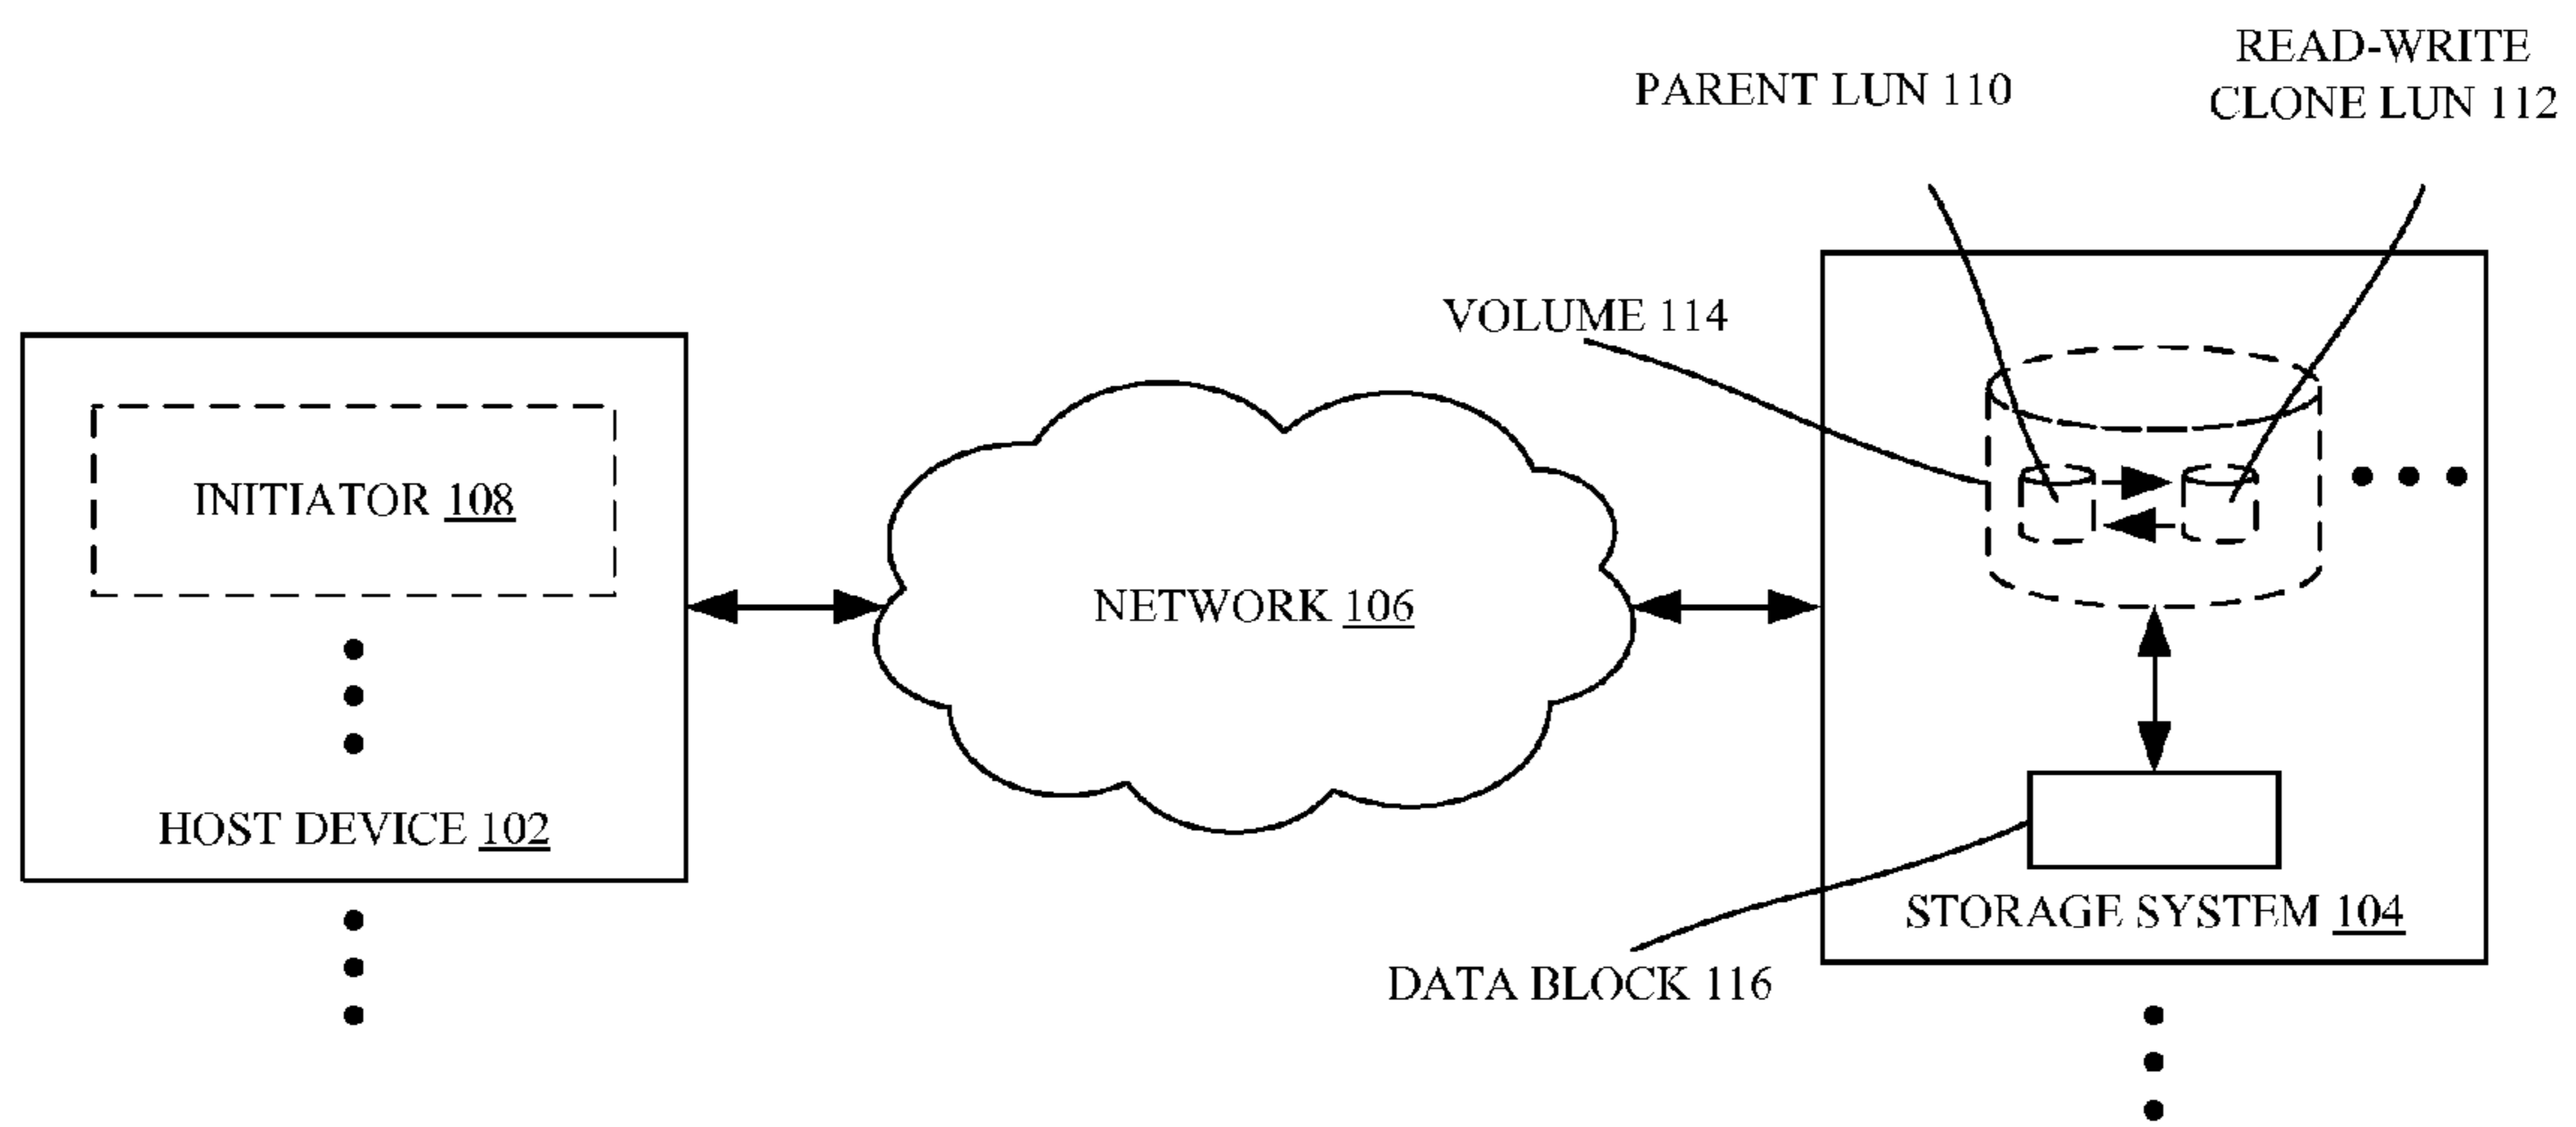 READ-WRITE
CLONE LUN 112
PARENT LUN 110
VOLUME 114
INITIATOR 108
NETWORK 106
HOST DEVICE 102
STORAGE SYSTEM 104
DATA BLOCK 116